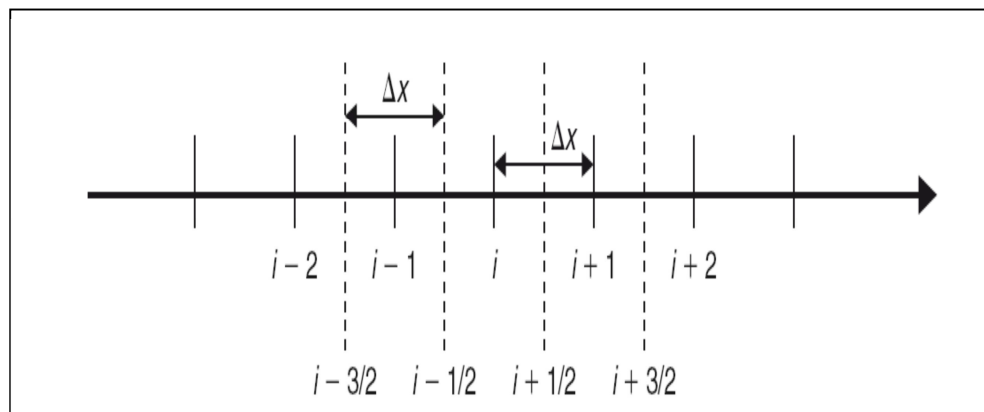 Δx
Δx
i – 2 i – 1 i i + 1 i + 2
i – 3/2 i – 1/2 i + 1/2 i + 3/2